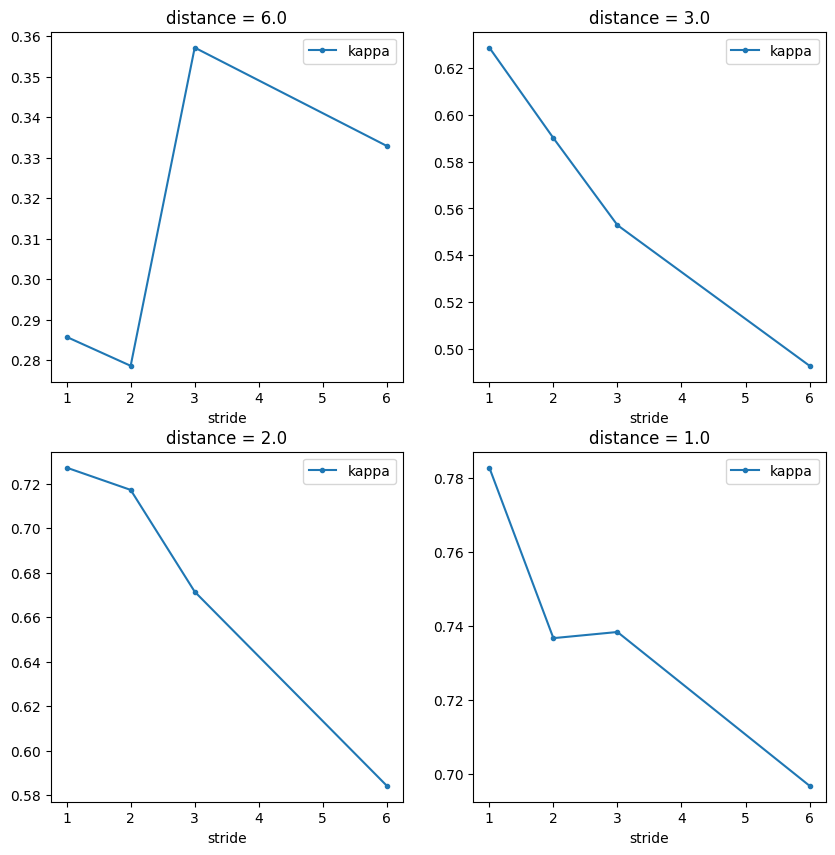 distance = 6.0
kappa
0.36
0.35
0.34
0.33
0.32
0.31
0.30
0.29
0.28
1 2 3 4 5 6
stride
distance = 3.0
kappa
0.62
0.60
0.58
0.56
0.54
0.52
0.50
1 2 3 4 5 6
stride
distance = 2.0
kappa
0.72
0.70
0.68
0.66
0.64
0.62
0.60
0.58
1 2 3 4 5 6
stride
distance = 1.0
kappa
0.78
0.76
0.74
0.72
0.70
1 2 3 4 5 6
stride